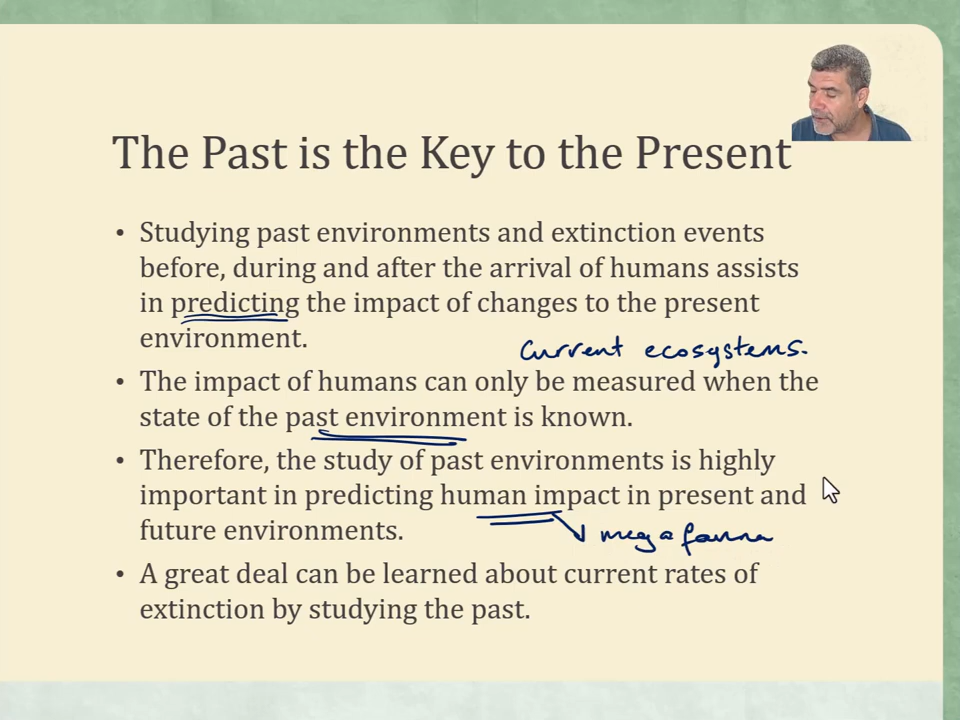 The Past is the Key to the Present
• Studying past environments and extinction events
before, during and after the arrival of humans assists
in predicting the impact of changes to the present
environment.
Current ecosystems.
• The impact of humans can only be measured when the
state of the past environment is known.
• Therefore, the study of past environments is highly
important in predicting human impact in present and
future environments.
megafauna
• A great deal can be learned about current rates of
extinction by studying the past.